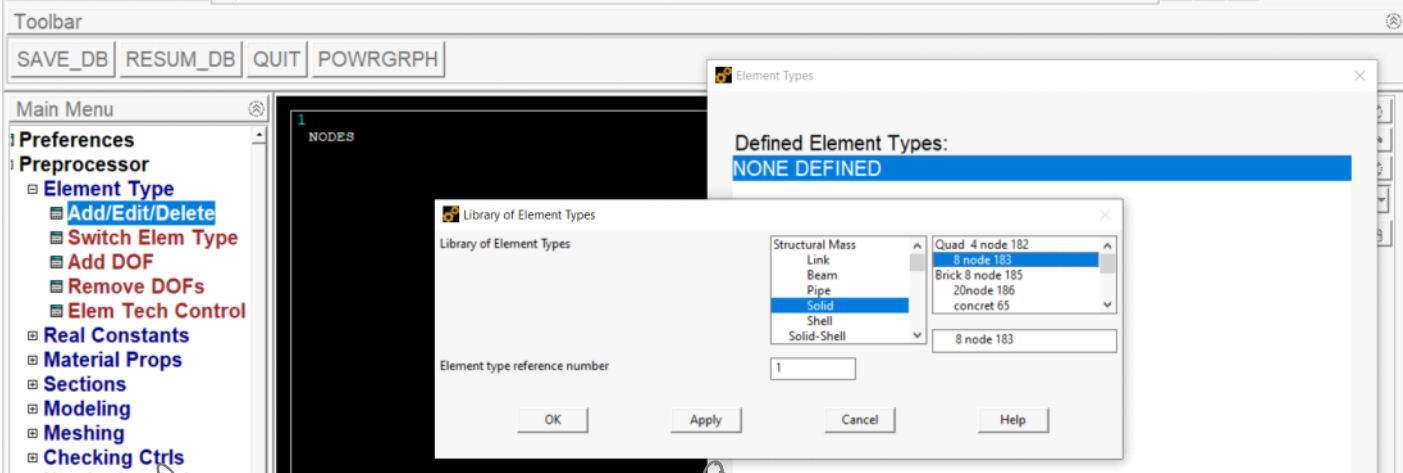 Toolbar
SAVE_DB RESUM_DB QUIT POWRGRPH
Main Menu
Preferences
Preprocessor
Element Type
Add/Edit/Delete
Switch Elem Type
Add DOF
Remove DOFs
Elem Tech Control
Real Constants
Material Props
Sections
Modeling
Meshing
Checking Ctrls
1
NODES
Element Types
Defined Element Types:
NONE DEFINED
Library of Element Types
Library of Element Types
Structural Mass
Link
Beam
Pipe
Solid
Shell
Solid-Shell
Quad 4 node 182
8 node 183
Brick 8 node 185
20node 186
concret 65
8 node 183
Element type reference number
1
OK Apply Cancel Help